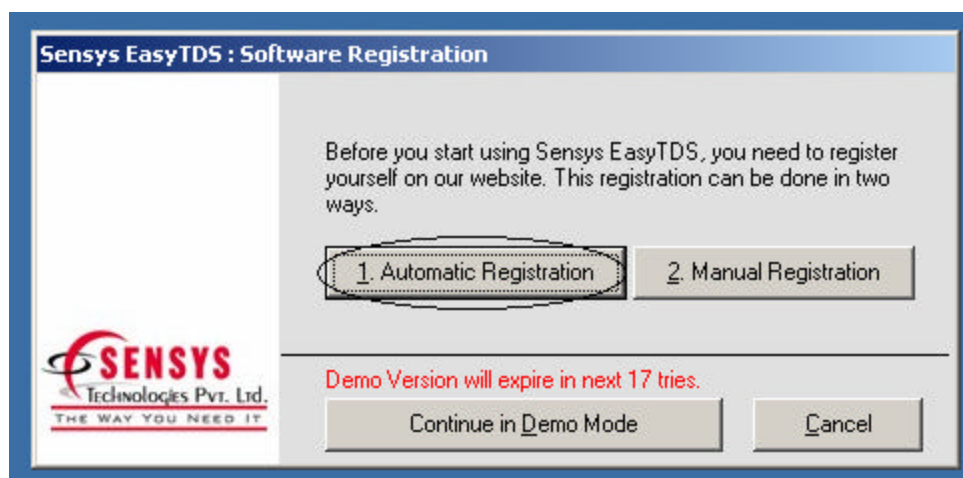 Sensys EasyTDS : Software Registration
Before you start using Sensys EasyTDS, you need to register
yourself on our website. This registration can be done in two
ways.
1. Automatic Registration
2. Manual Registration
SENSYS
Technologies Pvt. Ltd.
THE WAY YOU NEED IT
Demo Version will expire in next 17 tries.
Continue in Demo Mode
Cancel